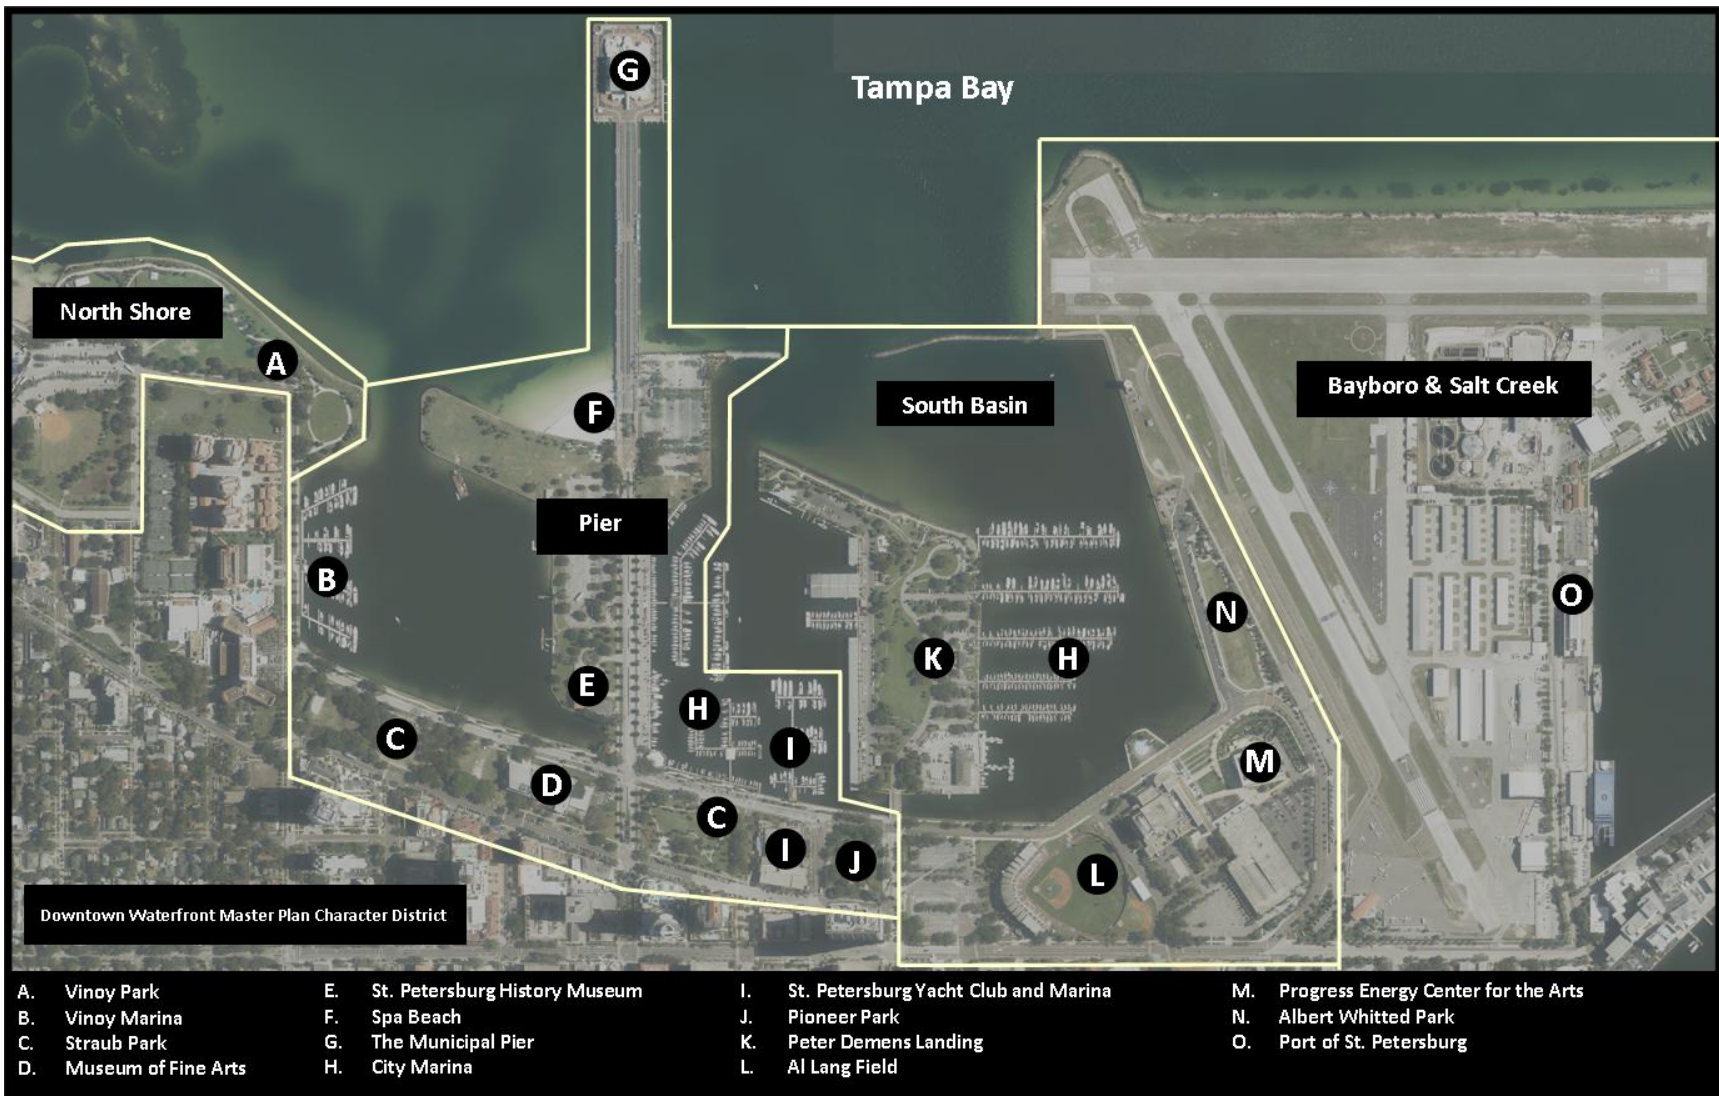 G
Tampa Bay
North Shore
A
Bayboro & Salt Creek
F
South Basin
Pier
B
O
N
K
H
E
H
C
I
M
D
C
I
J
L
Downtown Waterfront Master Plan Character District
A. Vinoy Park
B. Vinoy Marina
C. Straub Park
D. Museum of Fine Arts
E. St. Petersburg History Museum
F. Spa Beach
G. The Municipal Pier
H. City Marina
I. St. Petersburg Yacht Club and Marina
J. Pioneer Park
K. Peter Demens Landing
L. Al Lang Field
M. Progress Energy Center for the Arts
N. Albert Whitted Park
O. Port of St. Petersburg